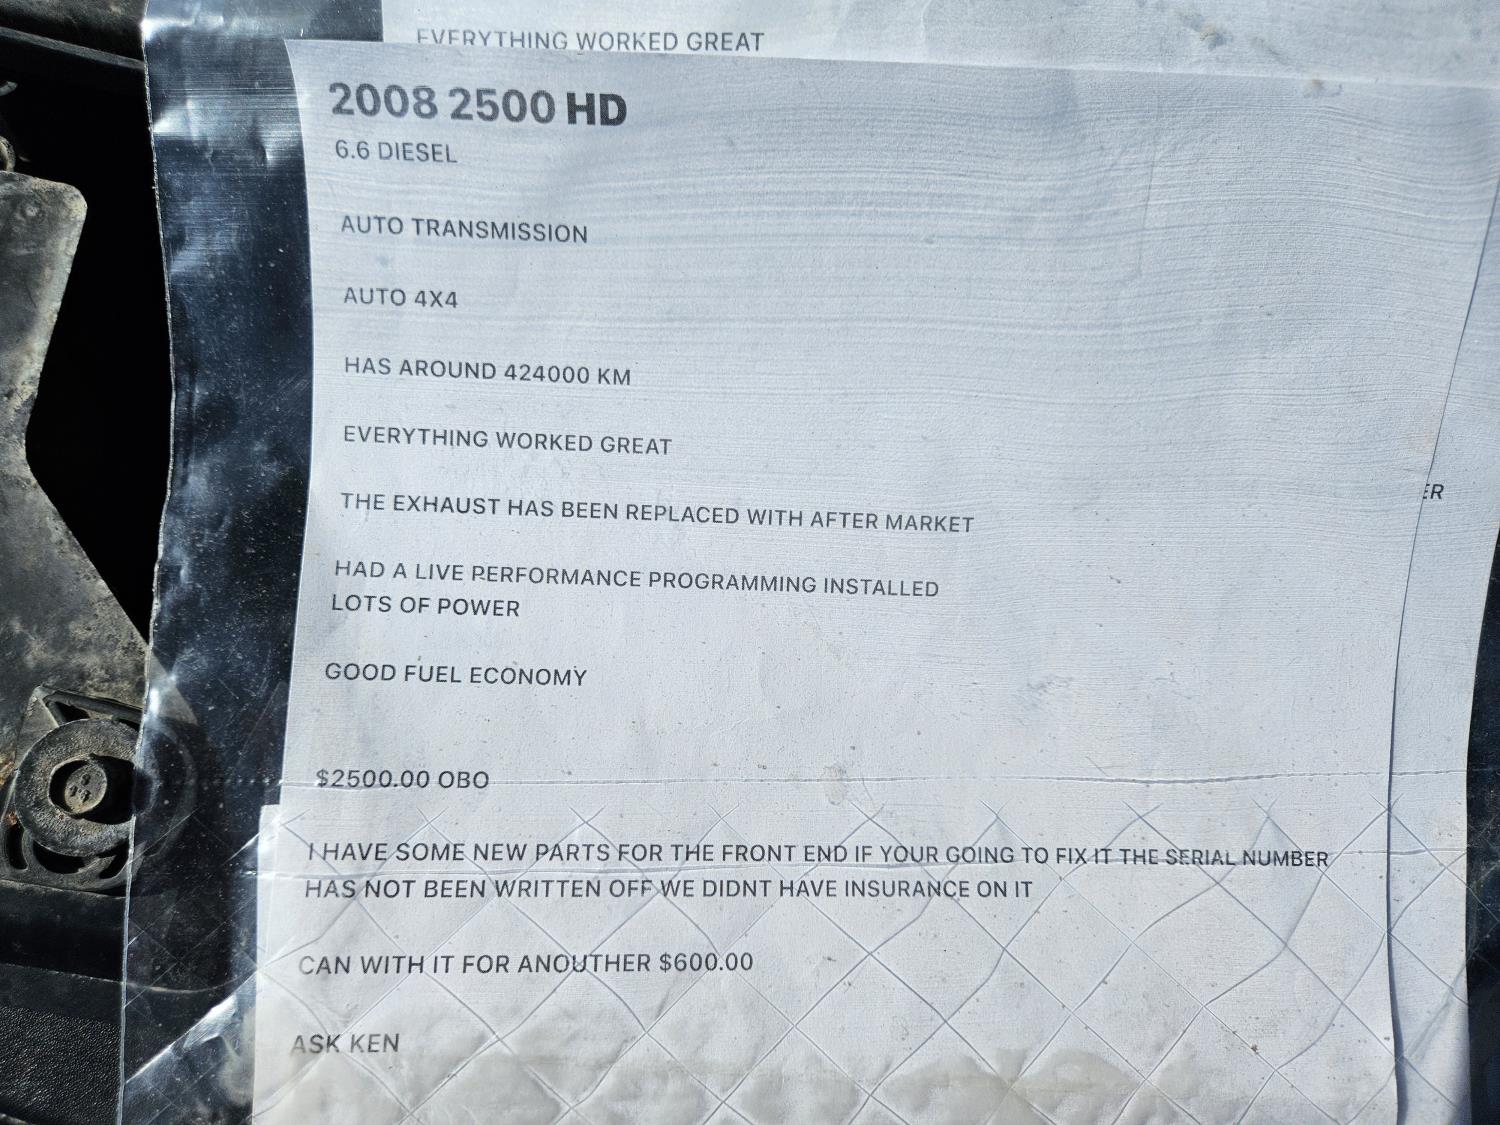 EVERYTHING WORKED GREAT
2008 2500 HD
6.6 DIESEL
AUTO TRANSMISSION
AUTO 4X4
HAS AROUND 424000 KM
EVERYTHING WORKED GREAT
THE EXHAUST HAS BEEN REPLACED WITH AFTER MARKET
ER
HAD A LIVE PERFORMANCE PROGRAMMING INSTALLED
LOTS OF POWER
GOOD FUEL ECONOMY
$2500.00 OBO
I HAVE SOME NEW PARTS FOR THE FRONT END IF YOUR GOING TO FIX IT THE SERIAL NUMBER
HAS NOT BEEN WRITTEN OFF WE DIDNT HAVE INSURANCE ON IT
CAN WITH IT FOR ANOUTHER $600.00
ASK KEN